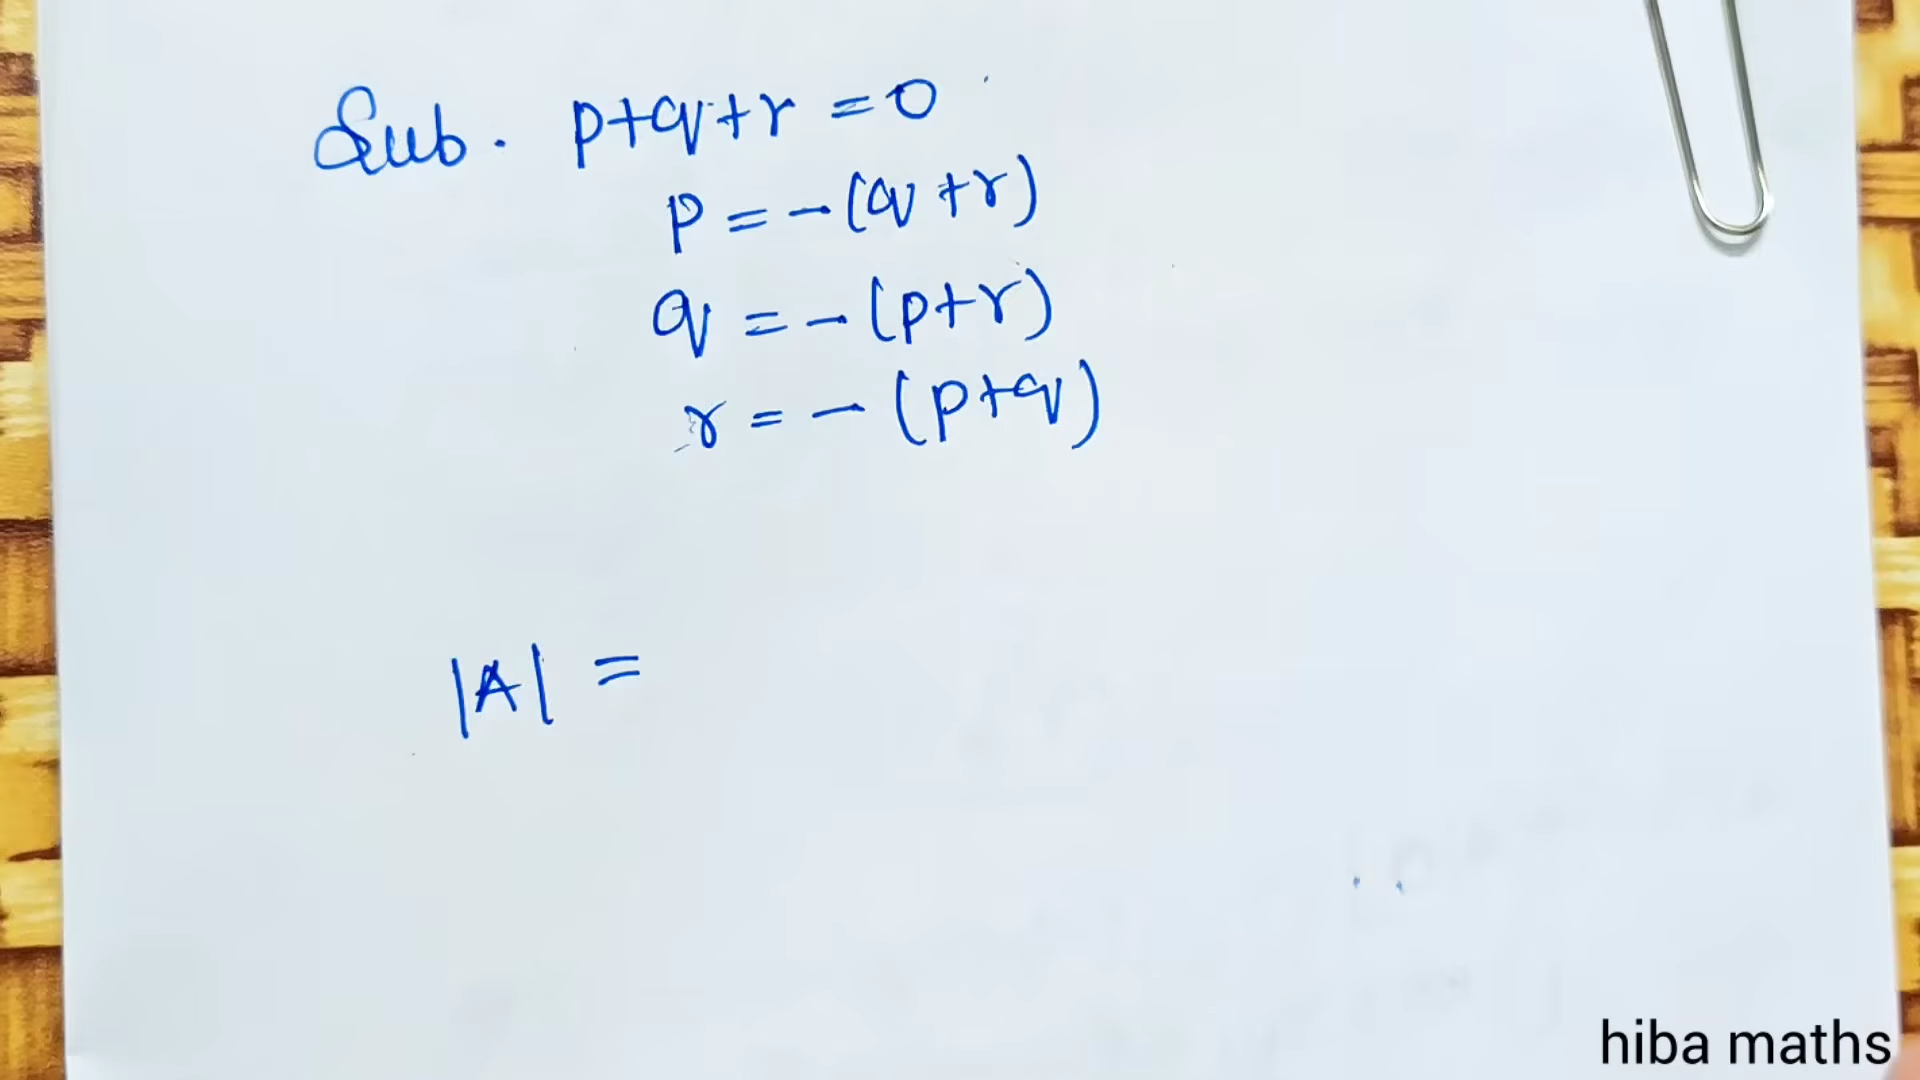 Sub. p+q+r=0
p=-(q+r)
q=-(p+r)
r=-(p+q)
|A| =
hiba maths